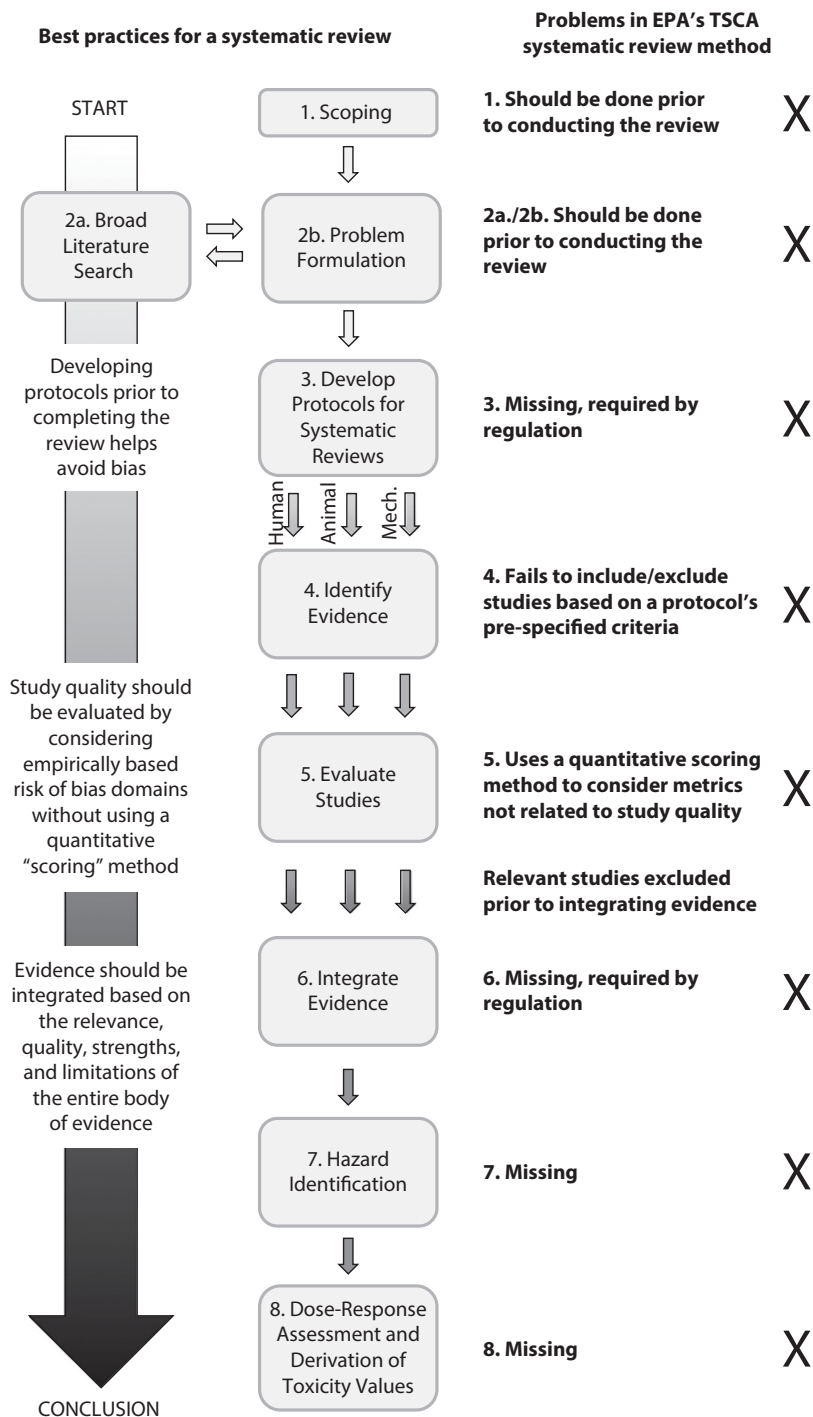 Best practices for a systematic review
Problems in EPA's TSCA
systematic review method
START
1. Scoping
1. Should be done prior
to conducting the review
X
2a. Broad
Literature
Search
2b. Problem
Formulation
2a./2b. Should be done
prior to conducting the
review
X
Developing
protocols prior to
completing the
review helps
avoid bias
3. Develop
Protocols for
Systematic
Reviews
3. Missing, required by
regulation
X
Human
Animal
Mech.
4. Identify
Evidence
4. Fails to include/exclude
studies based on a protocol's
pre-specified criteria
X
Study quality should
be evaluated by
considering
empirically based
risk of bias domains
without using a
quantitative
“scoring” method
5. Evaluate
Studies
5. Uses a quantitative scoring
method to consider metrics
not related to study quality
X
Relevant studies excluded
prior to integrating evidence
Evidence should be
integrated based on
the relevance,
quality, strengths,
and limitations of
the entire body
of evidence
6. Integrate
Evidence
6. Missing, required by
regulation
X
7. Hazard
Identification
7. Missing
X
8. Dose-Response
Assessment and
Derivation of
Toxicity Values
8. Missing
X
CONCLUSION